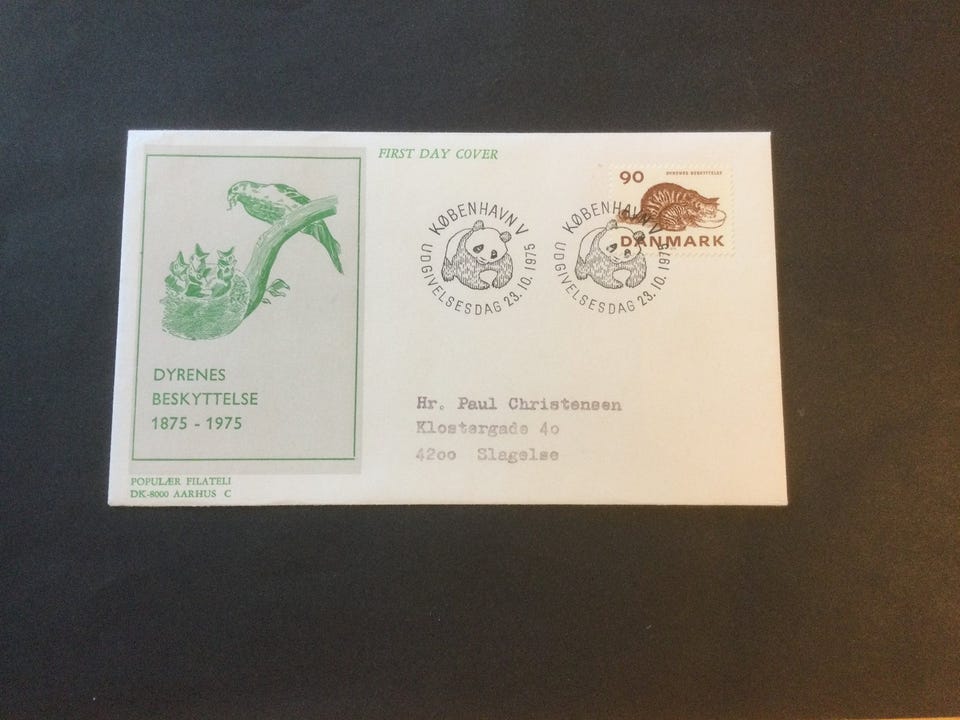 FIRST DAY COVER
90
DYRENES BESKYTTELSE
DANMARK
KØBENHAVN V
UDGIVELSESDAG 23.10.1975
KØBENHAVN V
UDGIVELSESDAG 23.10.1975
DYRENES
BESKYTTELSE
1875 - 1975
Hr. Paul Christensen
Klostergade 4o
42oo Slagelse
POPULÆR FILATELI
DK-8000 AARHUS C